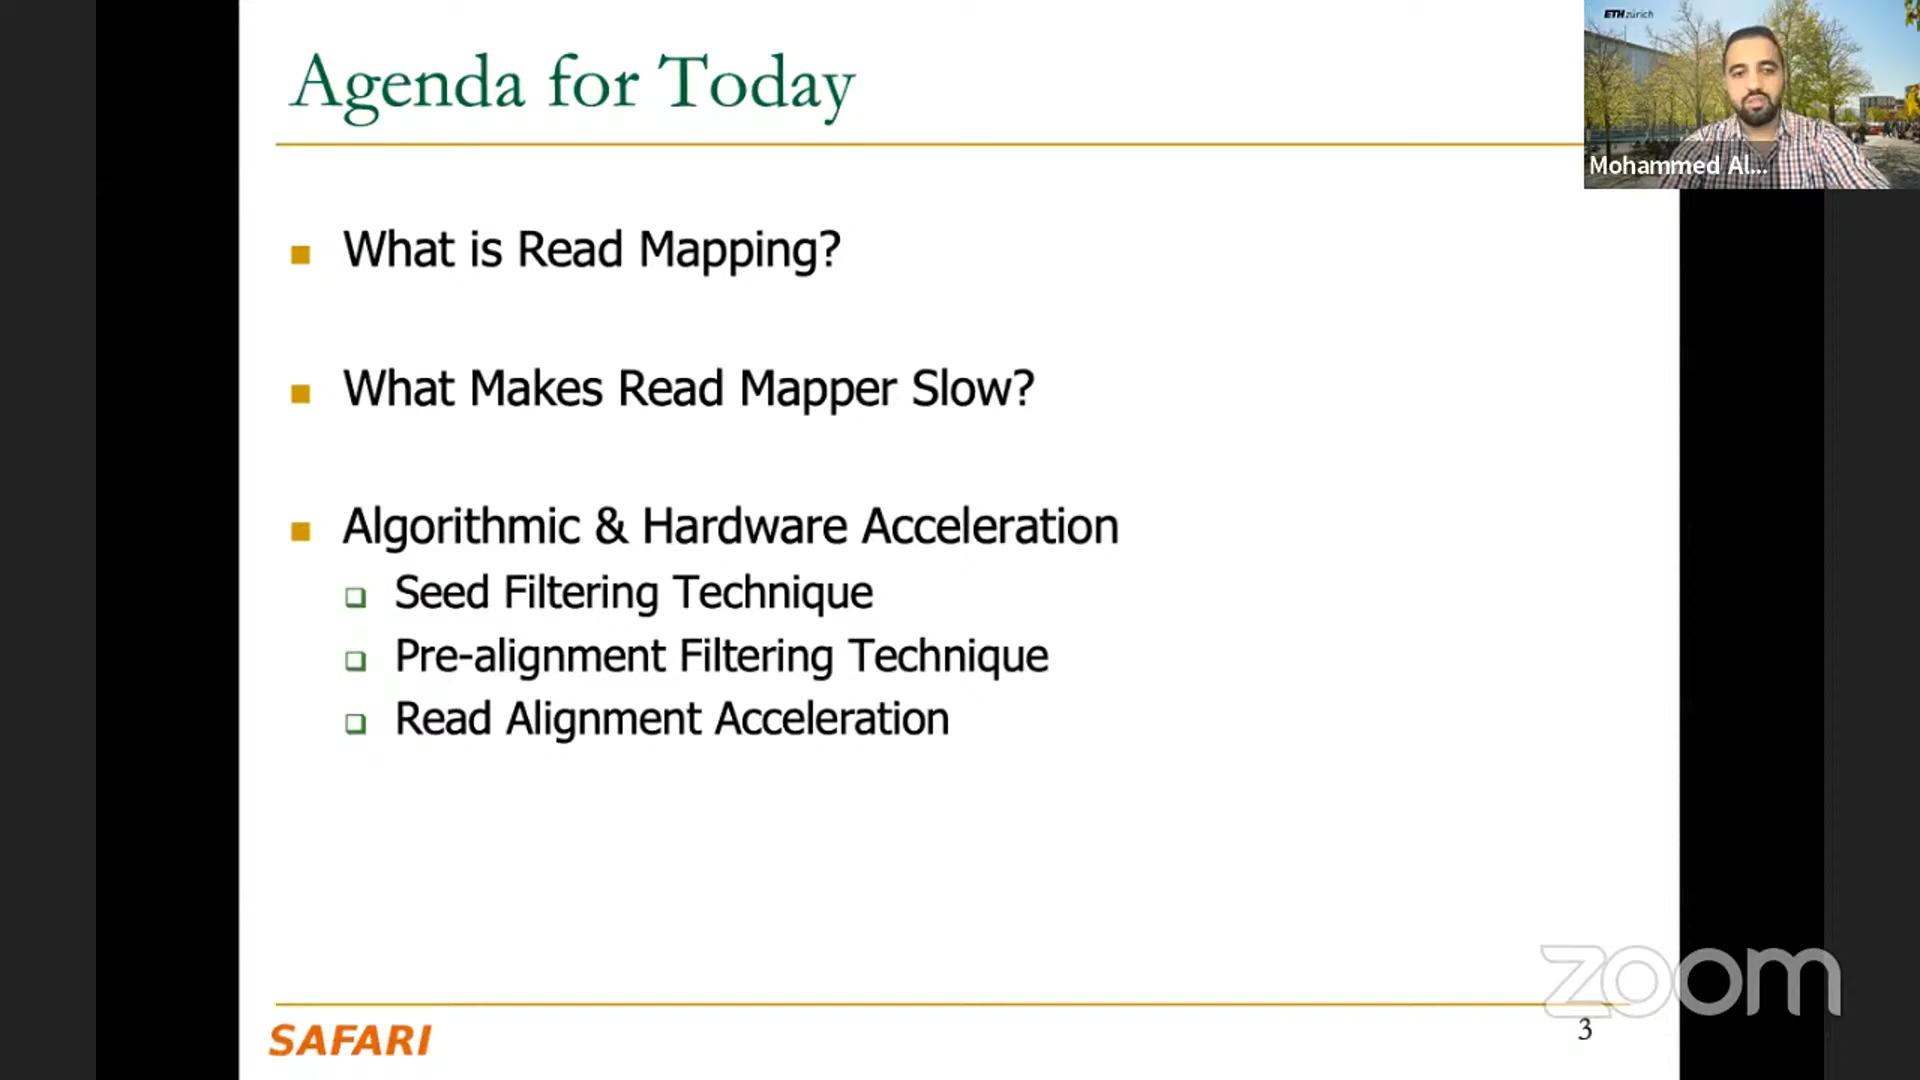 Agenda for Today
ETH zürich
Mohammed Al...
What is Read Mapping?
What Makes Read Mapper Slow?
Algorithmic & Hardware Acceleration
Seed Filtering Technique
Pre-alignment Filtering Technique
Read Alignment Acceleration
zoom
SAFARI
3